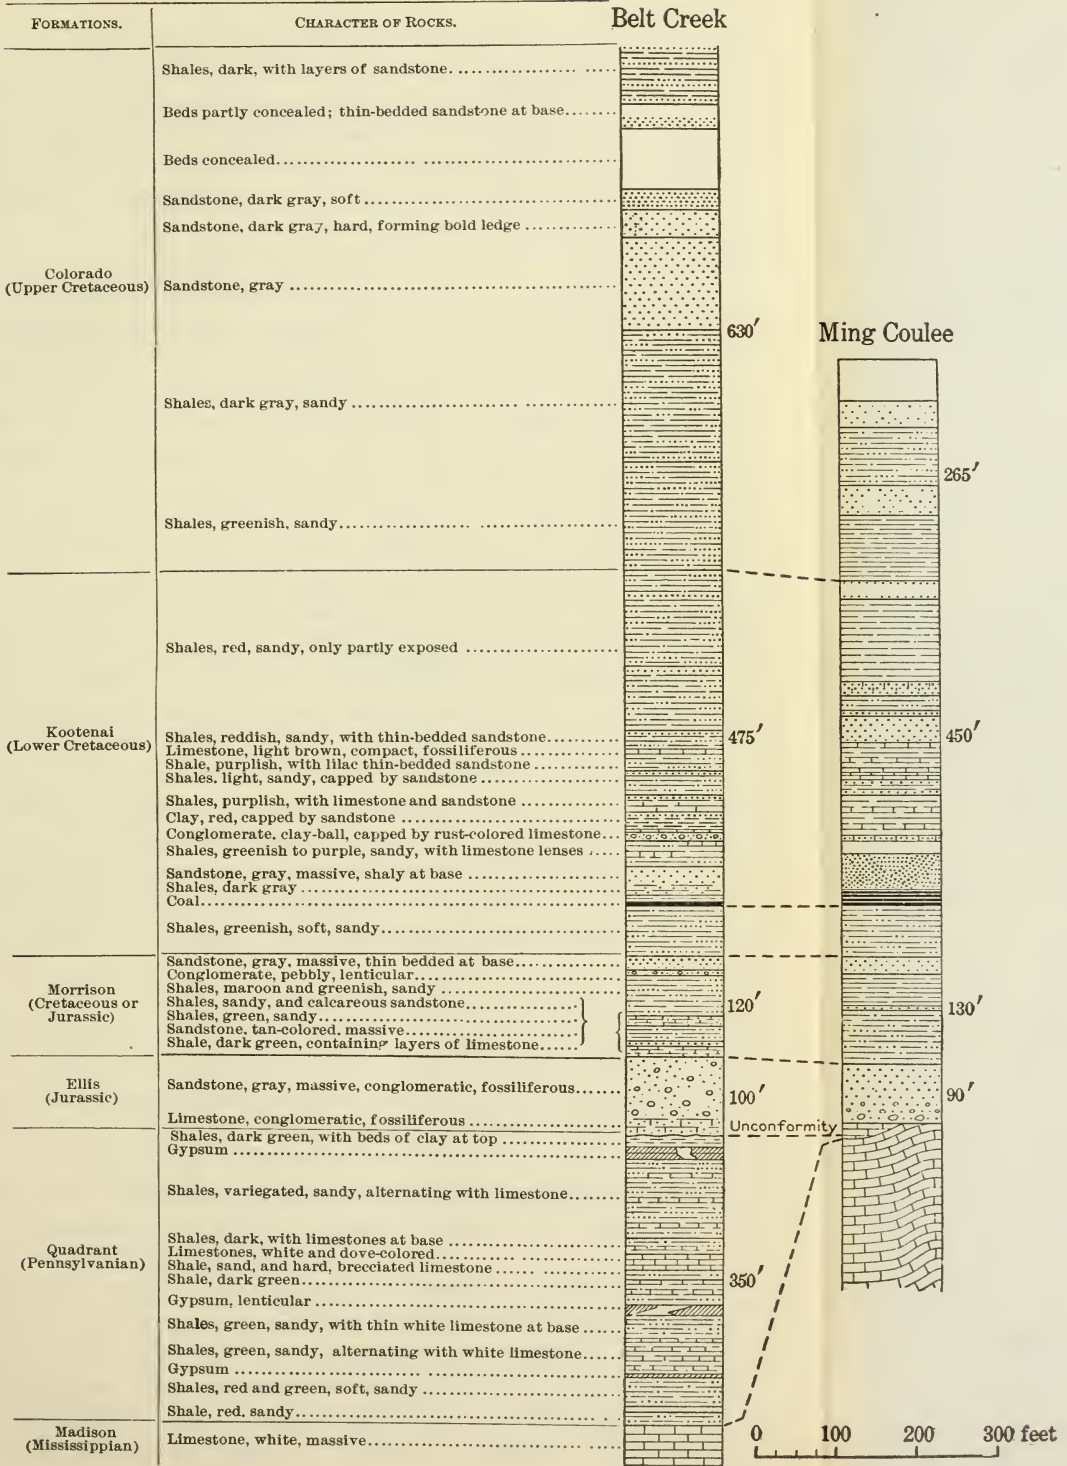 FORMATIONS.
CHARACTER OF ROCKS.
Belt Creek
Shales, dark, with layers of sandstone
Beds partly concealed; thin-bedded sandstone at base
Beds concealed
Sandstone, dark gray, soft
Sandstone, dark gray, hard, forming bold ledge
Colorado
(Upper Cretaceous)
Sandstone, gray
630′
Ming Coulee
Shales, dark gray, sandy
265′
Shales, greenish, sandy
Shales, red, sandy, only partly exposed
Kootenai
(Lower Cretaceous)
Shales, reddish, sandy, with thin-bedded sandstone
475′
450′
Limestone, light brown, compact, fossiliferous
Shale, purplish, with lilac thin-bedded sandstone
Shales. light, sandy, capped by sandstone
Shales, purplish, with limestone and sandstone
Clay, red, capped by sandstone
Conglomerate. clay-ball, capped by rust-colored limestone
Shales, greenish to purple, sandy, with limestone lenses
Sandstone, gray, massive, shaly at base
Shales, dark gray
Coal
Shales, greenish, soft, sandy
Sandstone, gray, massive, thin bedded at base
Conglomerate, pebbly, lenticular
Morrison
(Cretaceous or
Jurassic)
Shales, maroon and greenish, sandy
Shales, sandy, and calcareous sandstone
120′
130′
Shales, green, sandy
Sandstone. tan-colored. massive
Shale, dark green, containing layers of limestone
Ellis
(Jurassic)
Sandstone, gray, massive, conglomeratic, fossiliferous
100′
90′
Limestone, conglomeratic, fossiliferous
Unconformity
Shales, dark green, with beds of clay at top
Gypsum
Shales, variegated, sandy, alternating with limestone
Shales, dark, with limestones at base
Quadrant
(Pennsylvanian)
Limestones, white and dove-colored
Shale, sand, and hard, brecciated limestone
Shale, dark green
350′
Gypsum, lenticular
Shales, green, sandy, with thin white limestone at base
Shales, green, sandy, alternating with white limestone
Gypsum
Shales, red and green, soft, sandy
Shale, red. sandy
Madison
(Mississippian)
Limestone, white, massive
0 100 200 300 feet